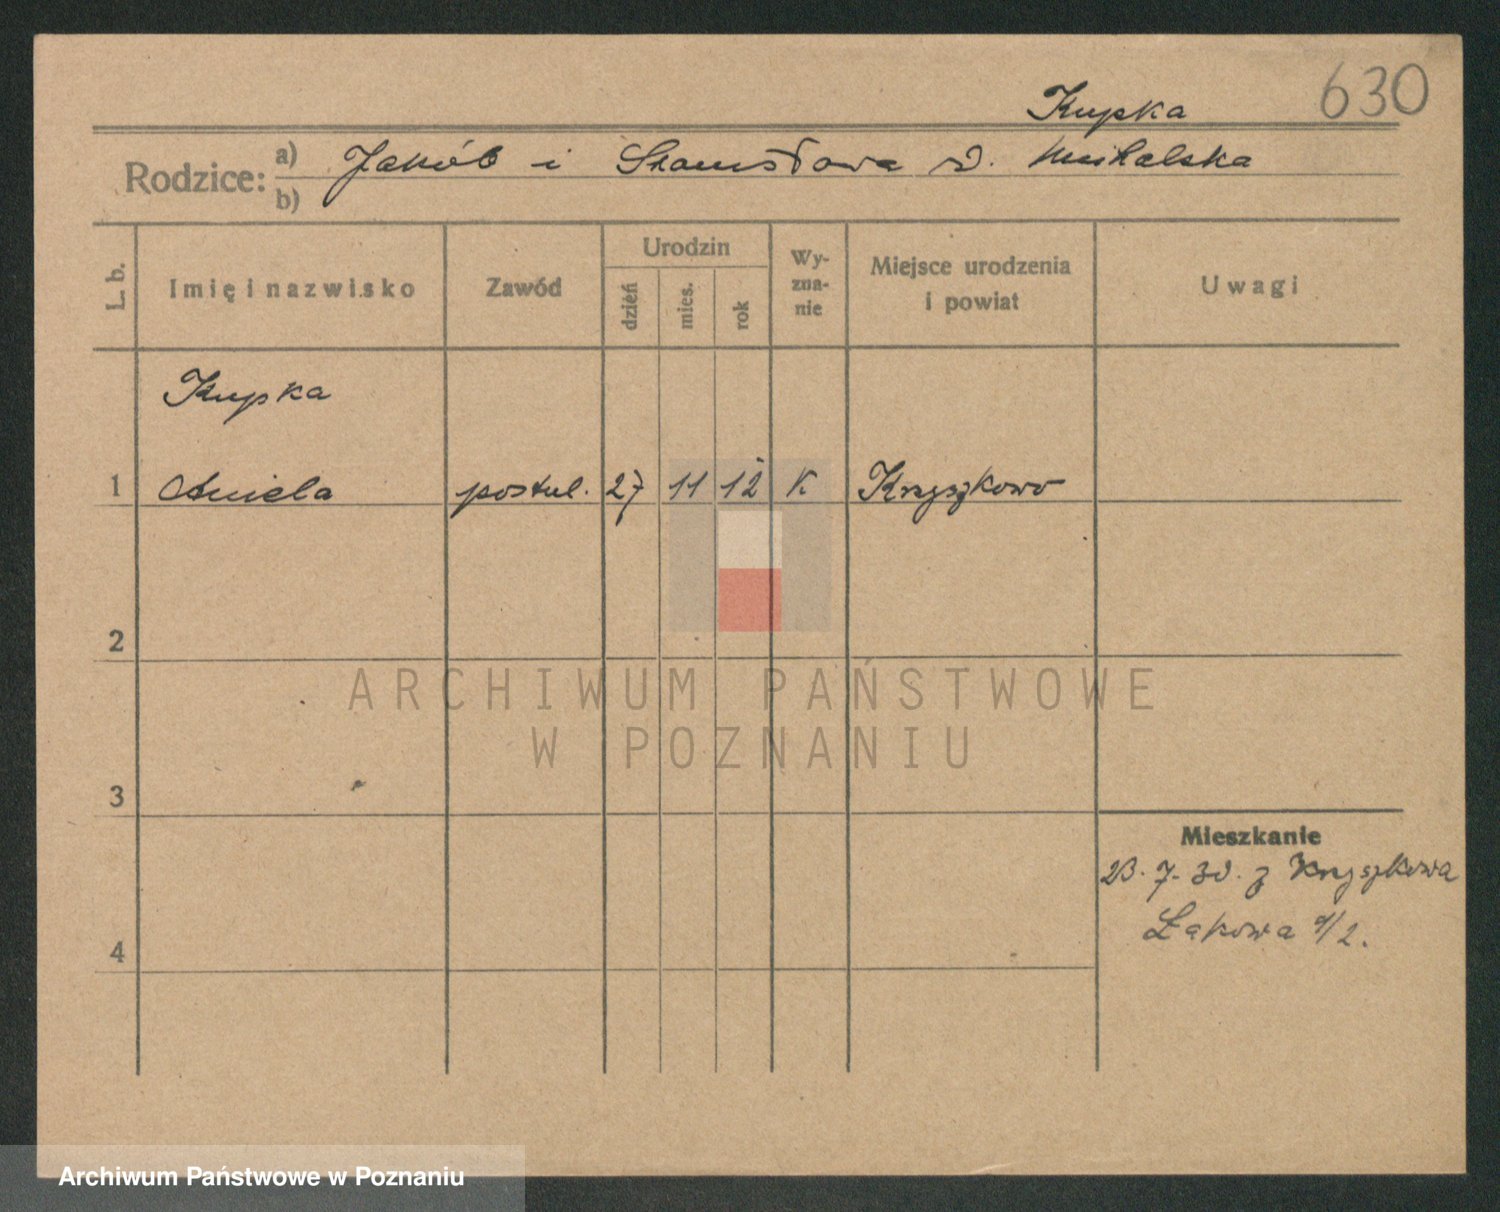 630
Kupka
Rodzice: a) Jakób i Stanisława d. Michalska
b)
L. b. Imię i nazwisko Zawód Urodzin dzień mies. rok Wy-zna-nie Miejsce urodzenia i powiat Uwagi
Kupka
1 Aniela postul. 27 11 12 K Krzyszkowo
2
3
4
Mieszkanie
23. 7. 30. z Krzyszkowa
Łąkowa 1/2.
ARCHIWUM PAŃSTWOWE
W POZNANIU
Archiwum Państwowe w Poznaniu